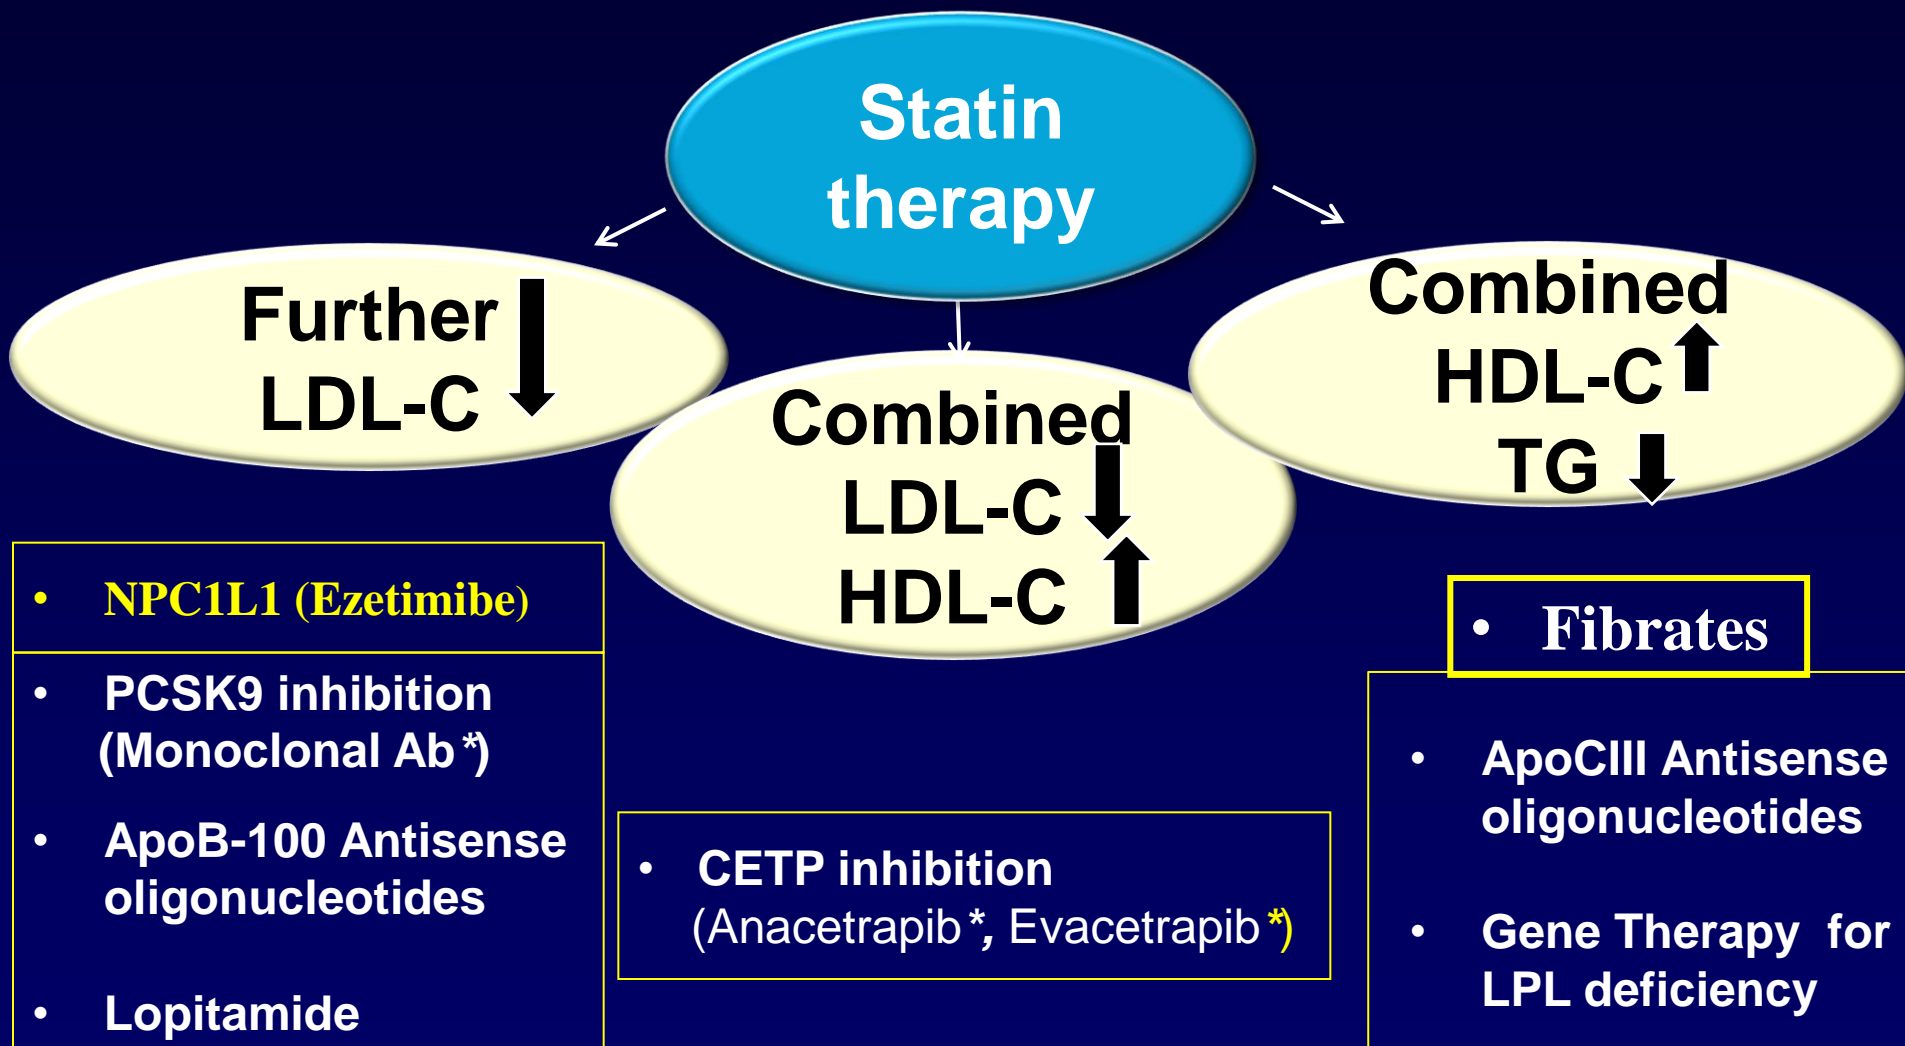 Statin
therapy
Further
LDL-C
Combined
LDL-C
HDL-C
Combined
HDL-C
TG
• NPC1L1 (Ezetimibe)
• PCSK9 inhibition
(Monoclonal Ab*)
• ApoB-100 Antisense
oligonucleotides
• Lopitamide
• CETP inhibition
(Anacetrapib*, Evacetrapib*)
• Fibrates
• ApoCIII Antisense
oligonucleotides
• Gene Therapy for
LPL deficiency